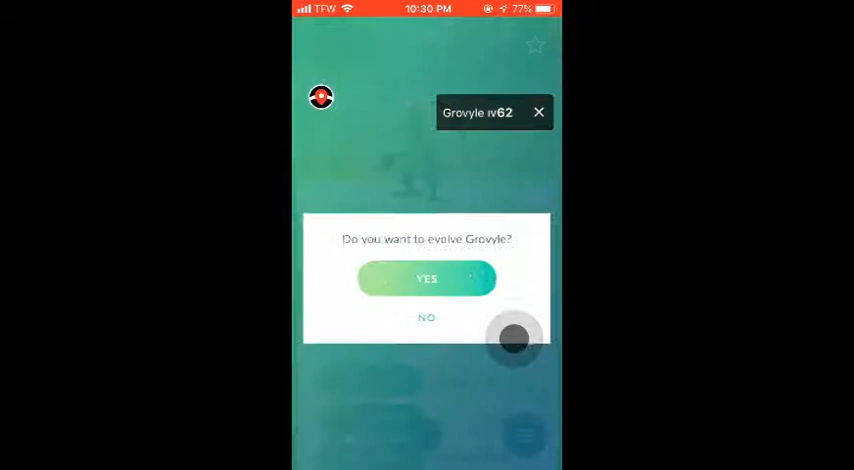 TFW 10:30 PM 77%
Grovyle IV62 ×
Do you want to evolve Grovyle?
YES
NO